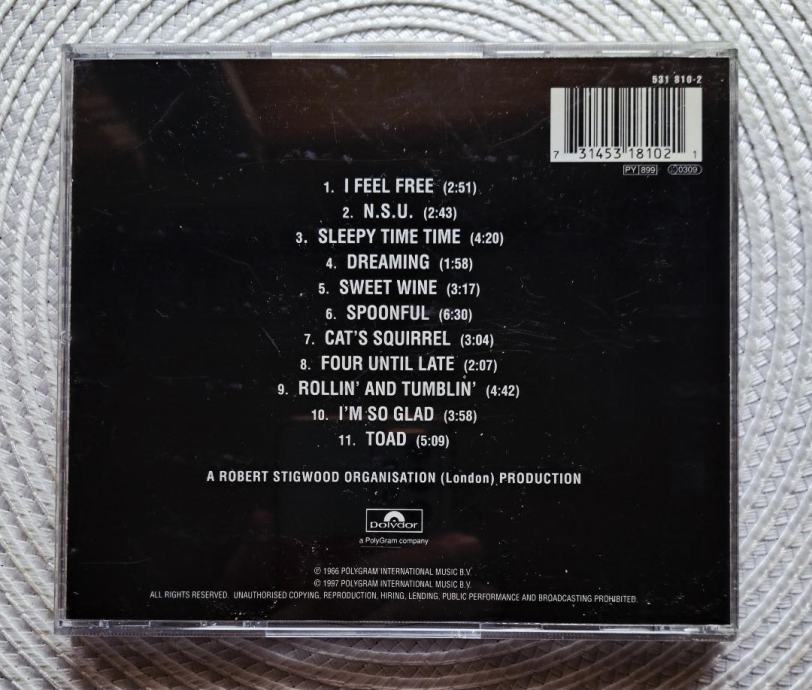 531 810-2
7 31453 18102 1
PY 899 0309
1. I FEEL FREE (2:51)
2. N.S.U. (2:43)
3. SLEEPY TIME TIME (4:20)
4. DREAMING (1:58)
5. SWEET WINE (3:17)
6. SPOONFUL (6:30)
7. CAT'S SQUIRREL (3:04)
8. FOUR UNTIL LATE (2:07)
9. ROLLIN' AND TUMBLIN' (4:42)
10. I'M SO GLAD (3:58)
11. TOAD (5:09)
A ROBERT STIGWOOD ORGANISATION (London) PRODUCTION
Polydor
a PolyGram company
℗ 1966 POLYGRAM INTERNATIONAL MUSIC B.V.
© 1997 POLYGRAM INTERNATIONAL MUSIC B.V.
ALL RIGHTS RESERVED. UNAUTHORISED COPYING, REPRODUCTION, HIRING, LENDING, PUBLIC PERFORMANCE AND BROADCASTING PROHIBITED.